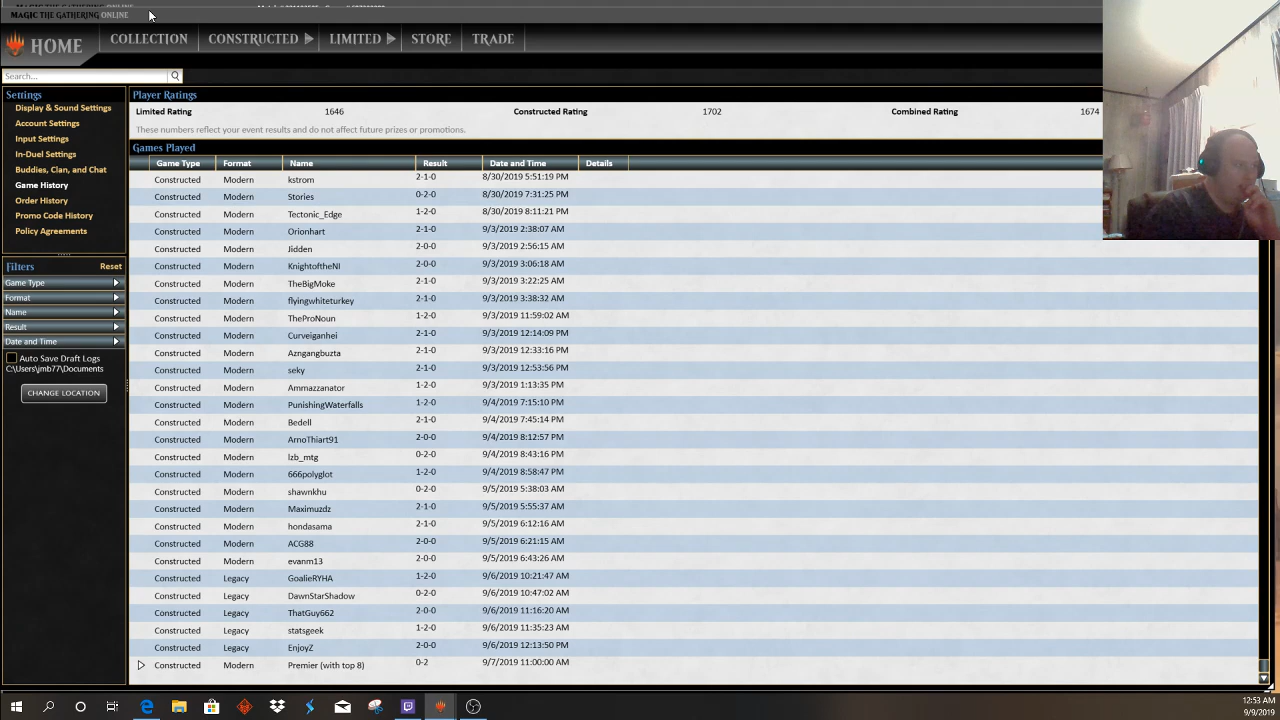 MAGIC THE GATHERING ONLINE
HOME COLLECTION CONSTRUCTED LIMITED STORE TRADE
Search...
Settings
Display & Sound Settings
Account Settings
Input Settings
In-Duel Settings
Buddies, Clan, and Chat
Game History
Order History
Promo Code History
Policy Agreements
Filters Reset
Game Type
Format
Name
Result
Date and Time
Auto Save Draft Logs
C:\Users\jmb77\Documents
CHANGE LOCATION
Player Ratings
Limited Rating 1646 Constructed Rating 1702 Combined Rating 1674
These numbers reflect your event results and do not affect future prizes or promotions.
Games Played
Game Type Format Name Result Date and Time Details
Constructed Modern kstrom 2-1-0 8/30/2019 5:51:19 PM
Constructed Modern Stories 0-2-0 8/30/2019 7:31:25 PM
Constructed Modern Tectonic_Edge 1-2-0 8/30/2019 8:11:21 PM
Constructed Modern Orionhart 2-1-0 9/3/2019 2:38:07 AM
Constructed Modern Jidden 2-0-0 9/3/2019 2:56:15 AM
Constructed Modern KnightoftheNI 2-0-0 9/3/2019 3:06:18 AM
Constructed Modern TheBigMoke 2-1-0 9/3/2019 3:22:25 AM
Constructed Modern flyingwhiteturkey 2-1-0 9/3/2019 3:38:32 AM
Constructed Modern TheProNoun 1-2-0 9/3/2019 11:59:02 AM
Constructed Modern Curveiganhei 2-1-0 9/3/2019 12:14:09 PM
Constructed Modern Azngangbuzta 2-1-0 9/3/2019 12:33:16 PM
Constructed Modern seky 2-1-0 9/3/2019 12:53:56 PM
Constructed Modern Ammazzanator 1-2-0 9/3/2019 1:13:35 PM
Constructed Modern PunishingWaterfalls 1-2-0 9/4/2019 7:15:10 PM
Constructed Modern Bedell 2-1-0 9/4/2019 7:45:14 PM
Constructed Modern ArnoThiart91 2-0-0 9/4/2019 8:12:57 PM
Constructed Modern lzb_mtg 0-2-0 9/4/2019 8:43:16 PM
Constructed Modern 666polyglot 1-2-0 9/4/2019 8:58:47 PM
Constructed Modern shawnkhu 0-2-0 9/5/2019 5:38:03 AM
Constructed Modern Maximuzdz 2-1-0 9/5/2019 5:55:37 AM
Constructed Modern hondasama 2-1-0 9/5/2019 6:12:16 AM
Constructed Modern ACG88 2-0-0 9/5/2019 6:21:15 AM
Constructed Modern evanm13 2-0-0 9/5/2019 6:43:26 AM
Constructed Legacy GoalieRYHA 1-2-0 9/6/2019 10:21:47 AM
Constructed Legacy DawnStarShadow 0-2-0 9/6/2019 10:47:02 AM
Constructed Legacy ThatGuy662 2-0-0 9/6/2019 11:16:20 AM
Constructed Legacy statsgeek 1-2-0 9/6/2019 11:35:23 AM
Constructed Legacy EnjoyZ 2-0-0 9/6/2019 12:13:50 PM
Constructed Modern Premier (with top 8) 0-2 9/7/2019 11:00:00 AM
12:53 AM
9/9/2019